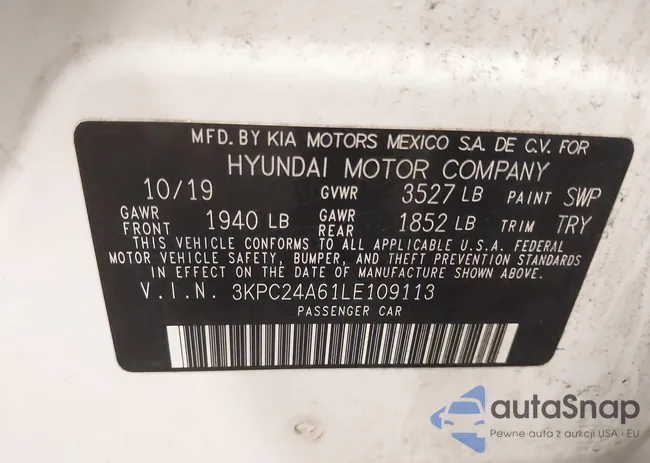 MFD. BY KIA MOTORS MEXICO S.A. DE C.V. FOR
HYUNDAI MOTOR COMPANY
10/19 GVWR 3527 LB PAINT SWP
GAWR FRONT 1940 LB GAWR REAR 1852 LB TRIM TRY
THIS VEHICLE CONFORMS TO ALL APPLICABLE U.S.A. FEDERAL
MOTOR VEHICLE SAFETY, BUMPER, AND THEFT PREVENTION STANDARDS
IN EFFECT ON THE DATE OF MANUFACTURE SHOWN ABOVE.
V.I.N. 3KPC24A61LE109113
PASSENGER CAR
autaSnap
Pewne auta z aukcji USA i EU